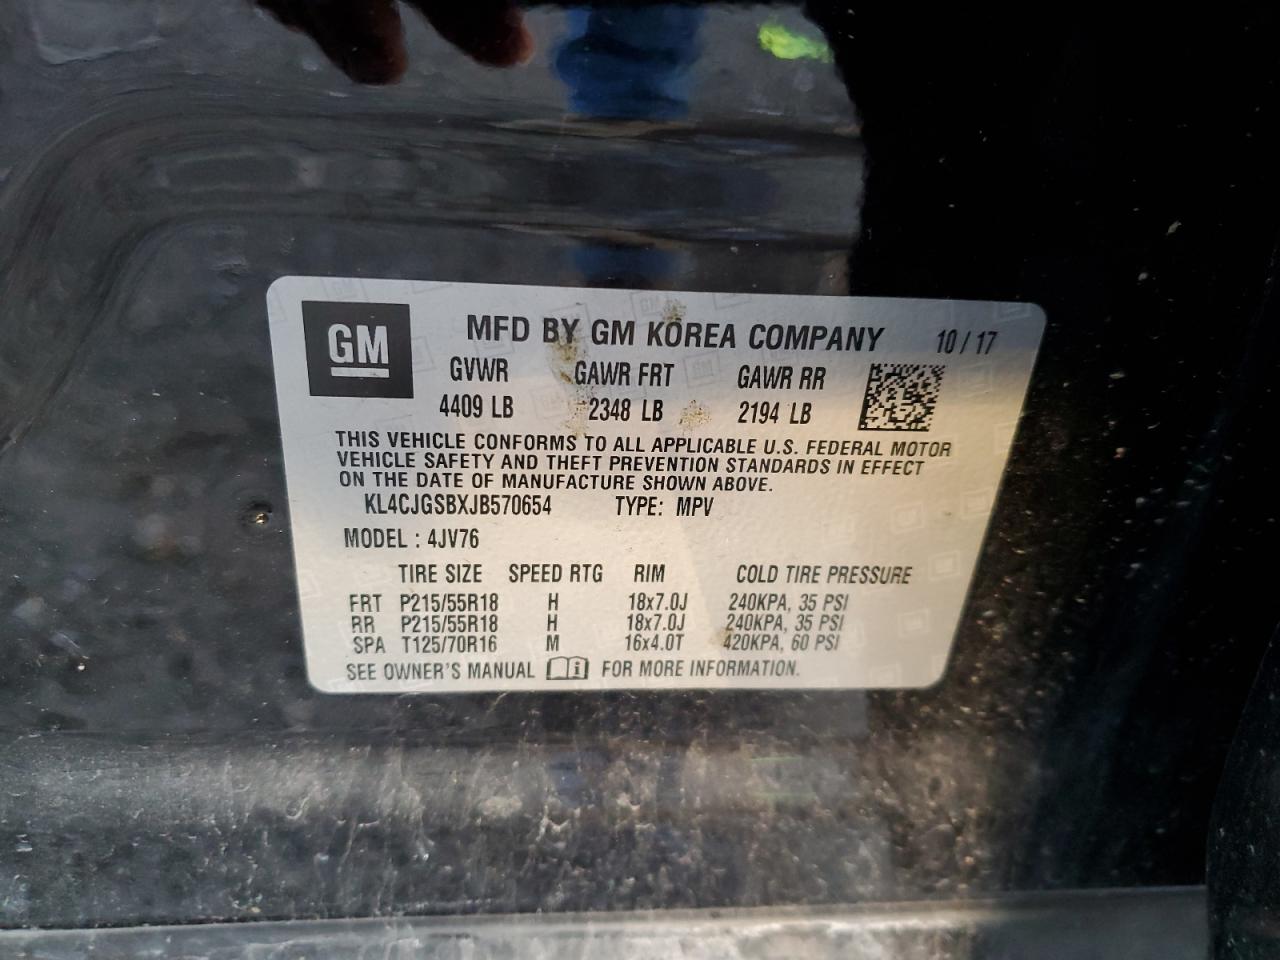 GM
MFD BY GM KOREA COMPANY 10/17
GVWR GAWR FRT GAWR RR
4409 LB 2348 LB 2194 LB
THIS VEHICLE CONFORMS TO ALL APPLICABLE U.S. FEDERAL MOTOR
VEHICLE SAFETY AND THEFT PREVENTION STANDARDS IN EFFECT
ON THE DATE OF MANUFACTURE SHOWN ABOVE.
KL4CJGSBXJB570654 TYPE: MPV
MODEL : 4JV76
TIRE SIZE SPEED RTG RIM COLD TIRE PRESSURE
FRT P215/55R18 H 18x7.0J 240KPA, 35 PSI
RR P215/55R18 H 18x7.0J 240KPA, 35 PSI
SPA T125/70R16 M 16x4.0T 420KPA, 60 PSI
SEE OWNER'S MANUAL FOR MORE INFORMATION.